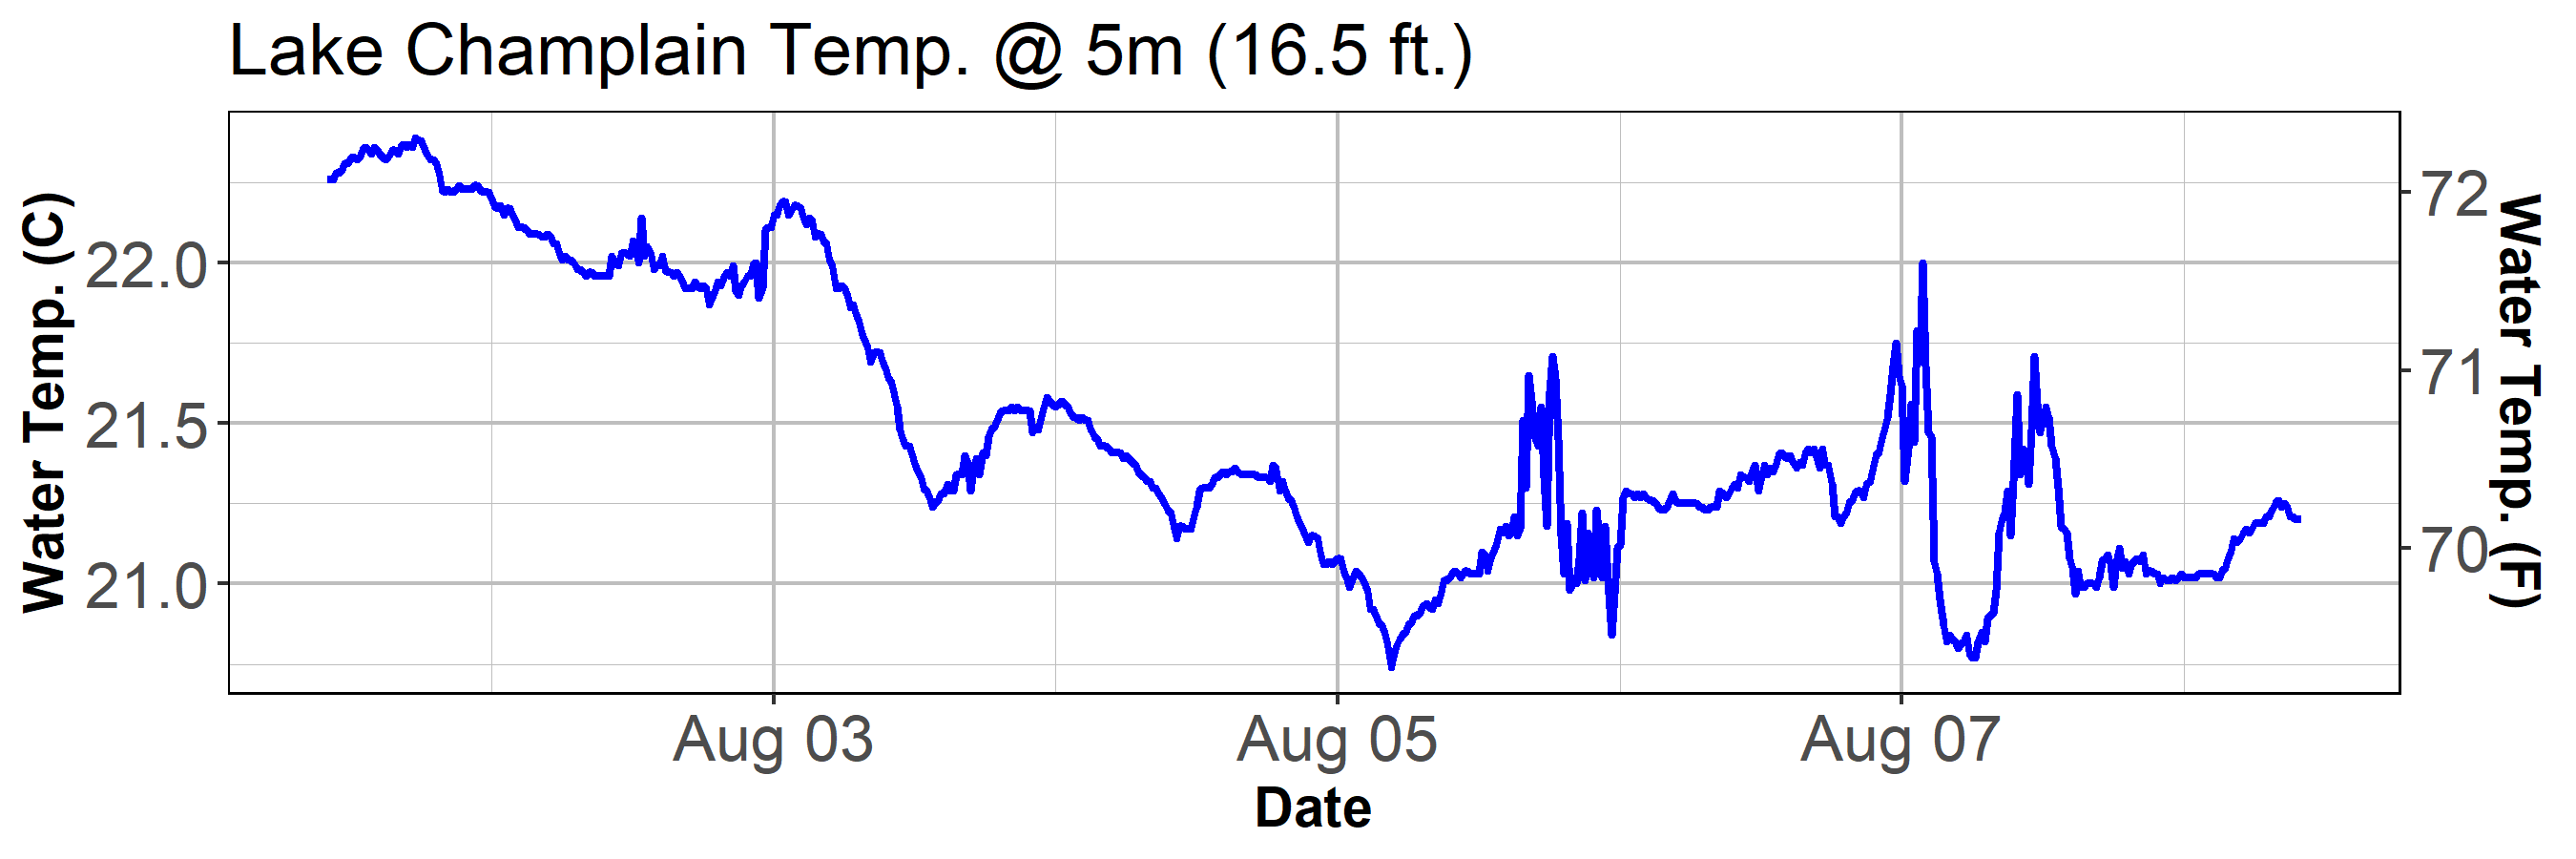 Lake Champlain Temp. @ 5m (16.5 ft.)
Water Temp. (C)
22.0
21.5
21.0
72
71
70
Water Temp. (F)
Aug 03
Aug 05
Aug 07
Date